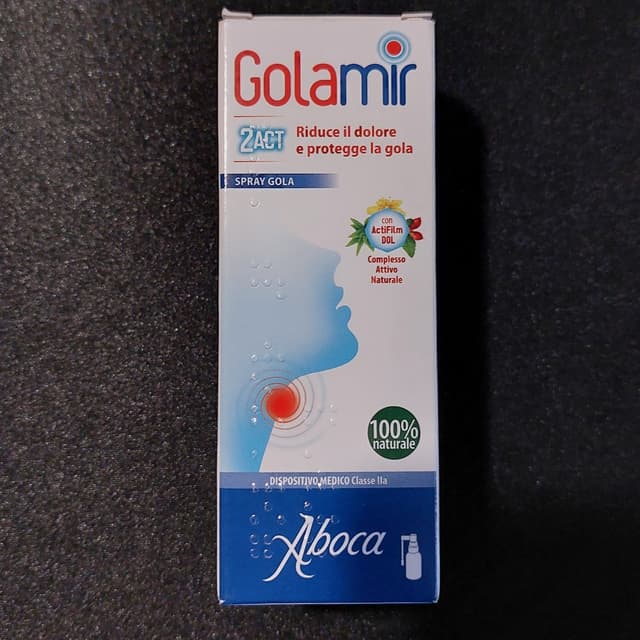 Golamir
2ACT
Riduce il dolore
e protegge la gola
SPRAY GOLA
con
ActiFilm
DOL
Complesso
Attivo
Naturale
100%
naturale
DISPOSITIVO MEDICO Classe IIa
Aboca